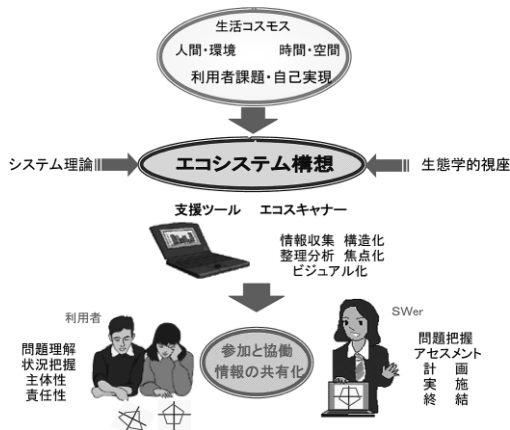 生活コスモス
人間・環境 時間・空間
利用者課題・自己実現
システム理論 エコシステム構想 生態学的視座
支援ツール エコスキャナー
情報収集 構造化
整理分析 焦点化
ビジュアル化
利用者
問題理解
状況把握
主体性
責任性
参加と協働
情報の共有化
SWer
問題把握
アセスメント
計 画
実 施
終 結